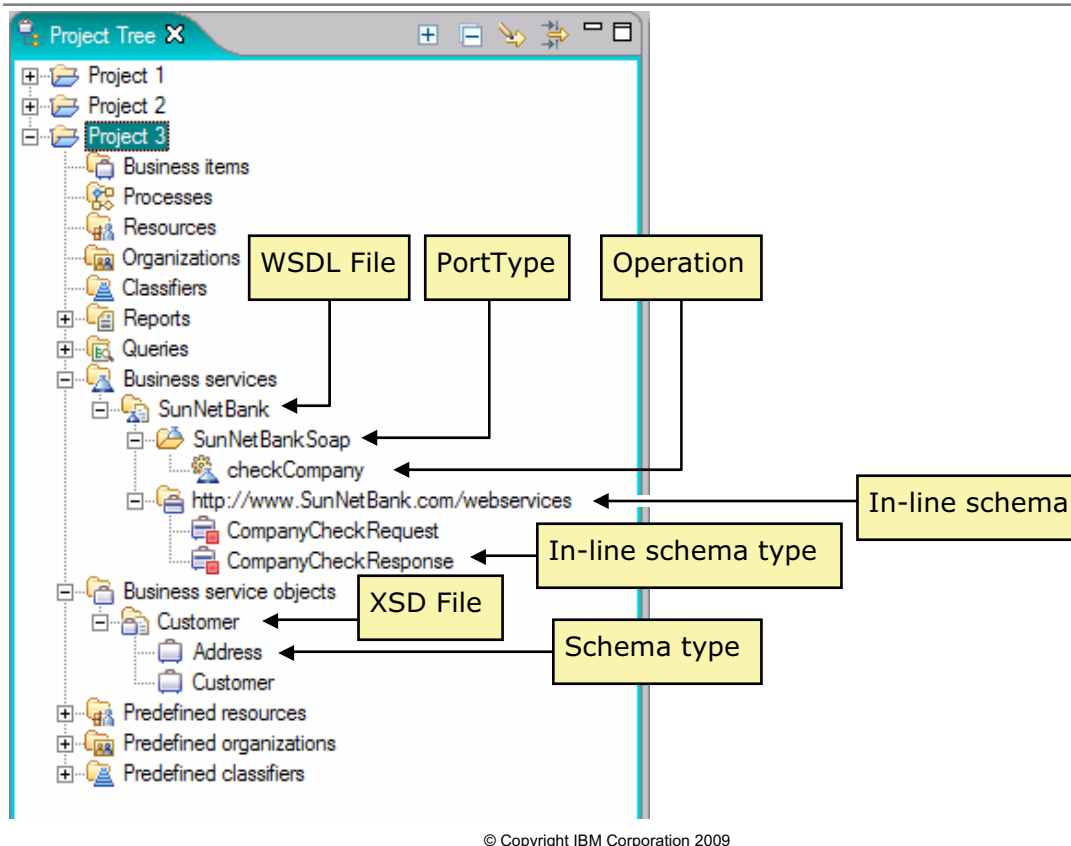 Project Tree
Project 1
Project 2
Project 3
Business items
Processes
Resources
Organizations
WSDL File
PortType
Operation
Classifiers
Reports
Queries
Business services
SunNetBank
SunNetBankSoap
checkCompany
http://www.SunNetBank.com/webservices
In-line schema
CompanyCheckRequest
CompanyCheckResponse
In-line schema type
Business service objects
XSD File
Customer
Address
Schema type
Customer
Predefined resources
Predefined organizations
Predefined classifiers
© Copyright IBM Corporation 2009